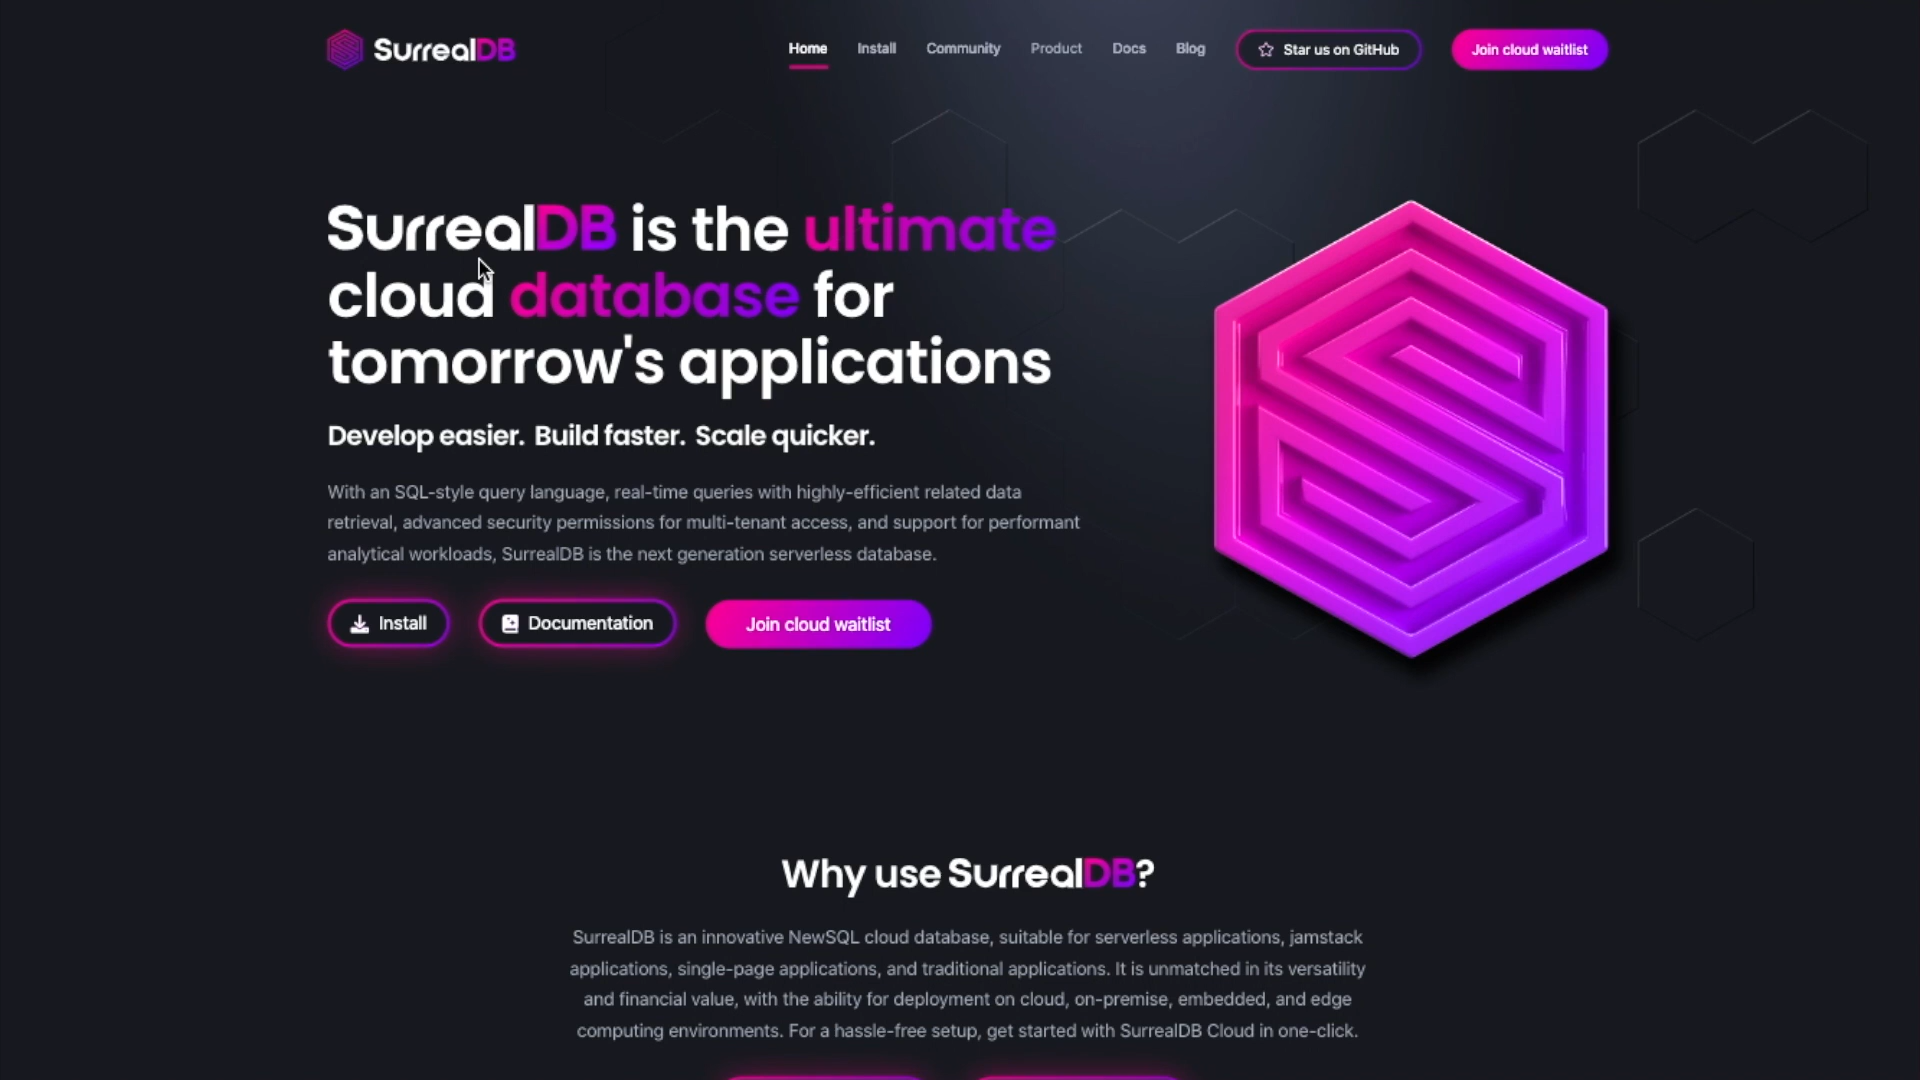 SurrealDB
Home Install Community Product Docs Blog Star us on GitHub Join cloud waitlist
SurrealDB is the ultimate
cloud database for
tomorrow's applications
Develop easier. Build faster. Scale quicker.
With an SQL-style query language, real-time queries with highly-efficient related data
retrieval, advanced security permissions for multi-tenant access, and support for performant
analytical workloads, SurrealDB is the next generation serverless database.
Install Documentation Join cloud waitlist
Why use SurrealDB?
SurrealDB is an innovative NewSQL cloud database, suitable for serverless applications, jamstack
applications, single-page applications, and traditional applications. It is unmatched in its versatility
and financial value, with the ability for deployment on cloud, on-premise, embedded, and edge
computing environments. For a hassle-free setup, get started with SurrealDB Cloud in one-click.